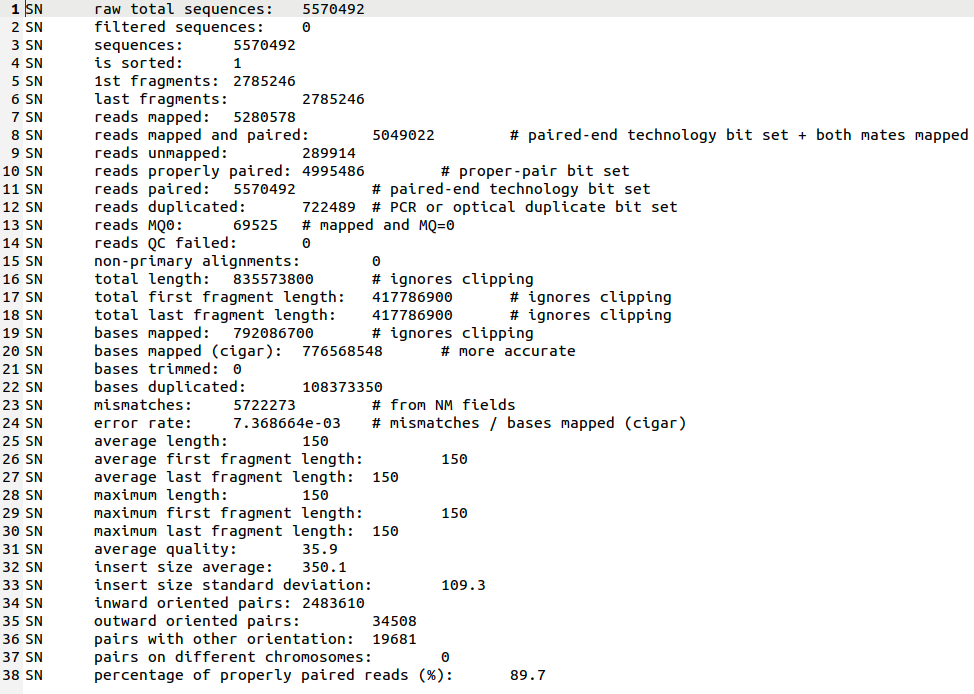 1 SN raw total sequences: 5570492
2 SN filtered sequences: 0
3 SN sequences: 5570492
4 SN is sorted: 1
5 SN 1st fragments: 2785246
6 SN last fragments: 2785246
7 SN reads mapped: 5280578
8 SN reads mapped and paired: 5049022 # paired-end technology bit set + both mates mapped
9 SN reads unmapped: 289914
10 SN reads properly paired: 4995486 # proper-pair bit set
11 SN reads paired: 5570492 # paired-end technology bit set
12 SN reads duplicated: 722489 # PCR or optical duplicate bit set
13 SN reads MQ0: 69525 # mapped and MQ=0
14 SN reads QC failed: 0
15 SN non-primary alignments: 0
16 SN total length: 835573800 # ignores clipping
17 SN total first fragment length: 417786900 # ignores clipping
18 SN total last fragment length: 417786900 # ignores clipping
19 SN bases mapped: 792086700 # ignores clipping
20 SN bases mapped (cigar): 776568548 # more accurate
21 SN bases trimmed: 0
22 SN bases duplicated: 108373350
23 SN mismatches: 5722273 # from NM fields
24 SN error rate: 7.368664e-03 # mismatches / bases mapped (cigar)
25 SN average length: 150
26 SN average first fragment length: 150
27 SN average last fragment length: 150
28 SN maximum length: 150
29 SN maximum first fragment length: 150
30 SN maximum last fragment length: 150
31 SN average quality: 35.9
32 SN insert size average: 350.1
33 SN insert size standard deviation: 109.3
34 SN inward oriented pairs: 2483610
35 SN outward oriented pairs: 34508
36 SN pairs with other orientation: 19681
37 SN pairs on different chromosomes: 0
38 SN percentage of properly paired reads (%): 89.7